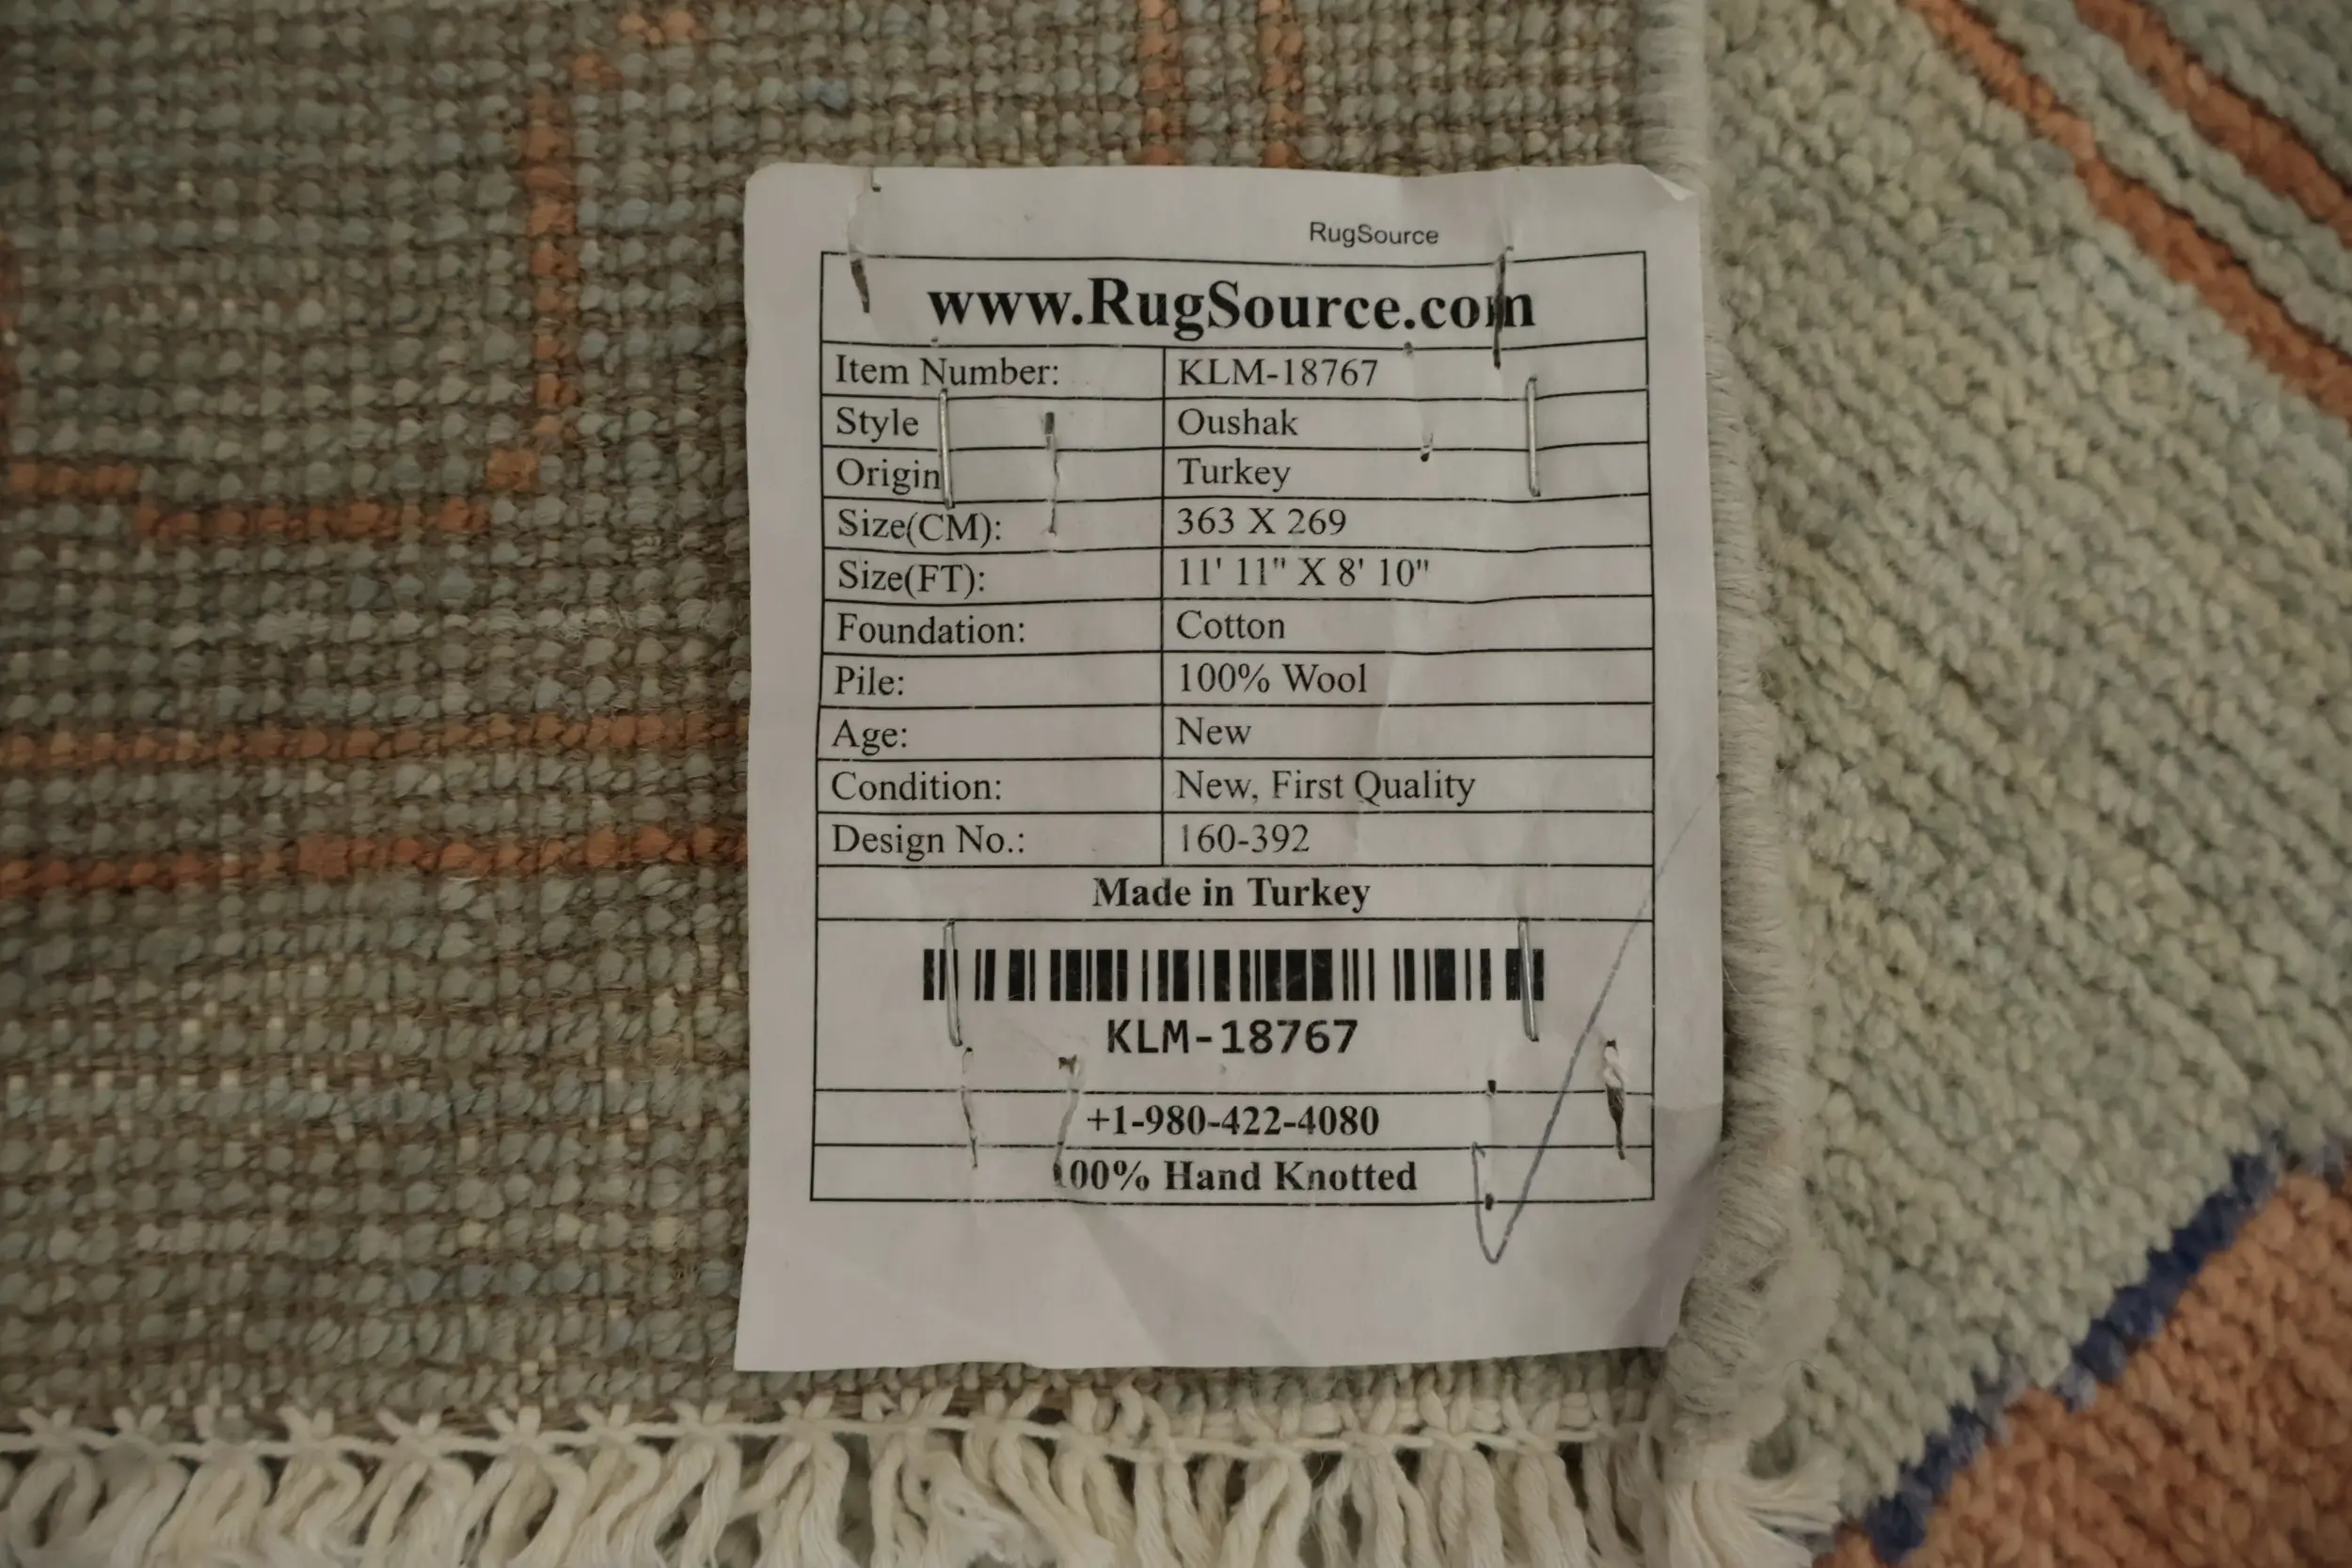 RugSource
www.RugSource.com
Item Number: KLM-18767
Style Oushak
Origin Turkey
Size(CM): 363 X 269
Size(FT): 11' 11" X 8' 10"
Foundation: Cotton
Pile: 100% Wool
Age: New
Condition: New, First Quality
Design No.: 160-392
Made in Turkey
KLM-18767
+1-980-422-4080
100% Hand Knotted